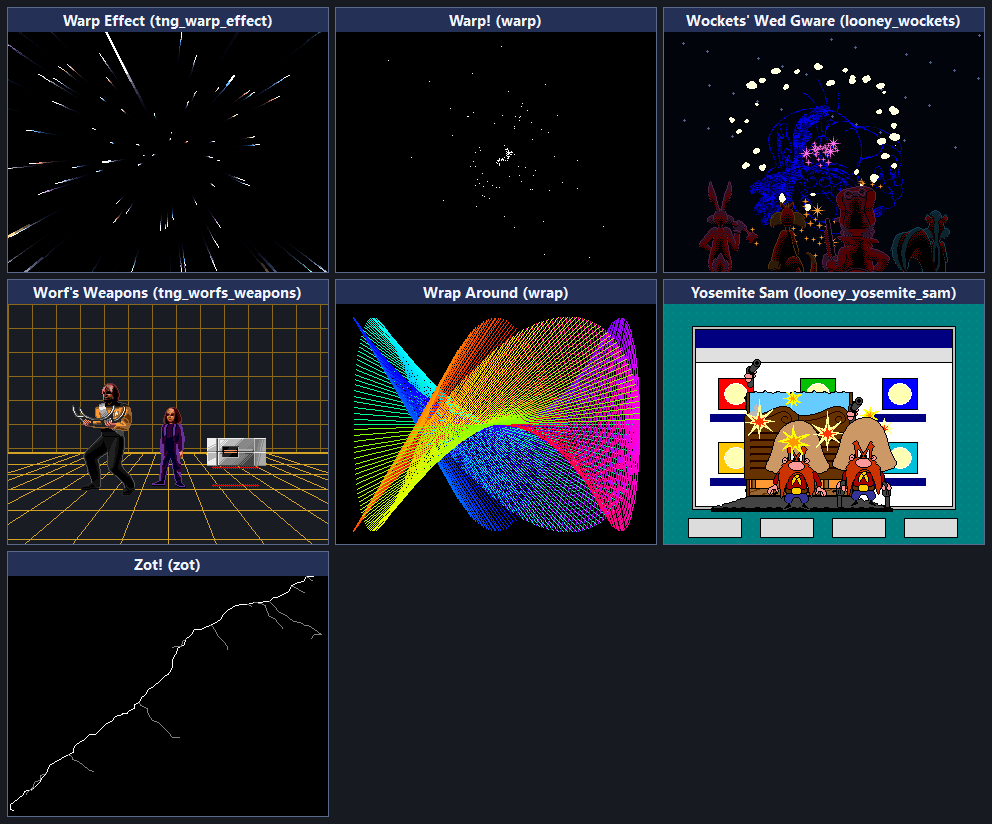 Warp Effect (tng_warp_effect)
Warp! (warp)
Wockets' Wed Gware (looney_wockets)
Worf's Weapons (tng_worfs_weapons)
Wrap Around (wrap)
Yosemite Sam (looney_yosemite_sam)
Zot! (zot)